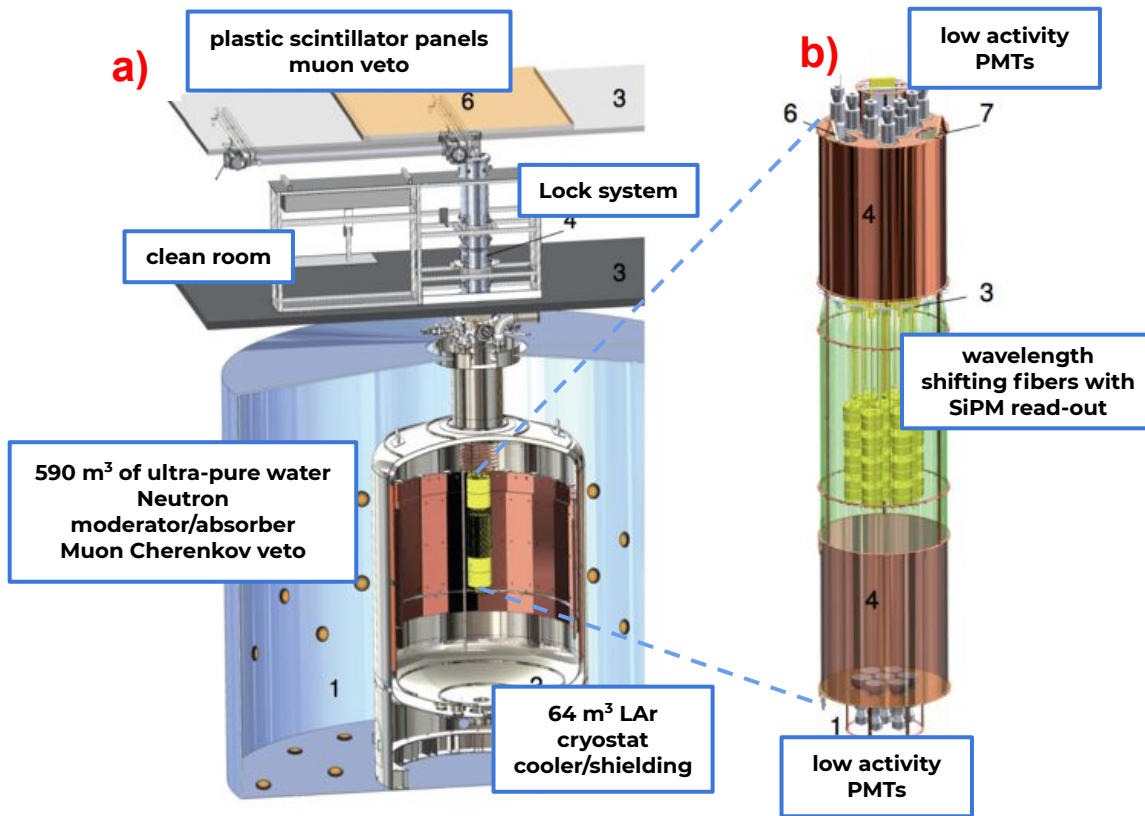 a)
plastic scintillator panels
muon veto
6
3
Lock system
4
clean room
3
590 m³ of ultra-pure water
Neutron
moderator/absorber
Muon Cherenkov veto
1
64 m³ LAr
cryostat
cooler/shielding
b)
low activity
PMTs
6
7
4
3
wavelength
shifting fibers with
SiPM read-out
4
1
low activity
PMTs